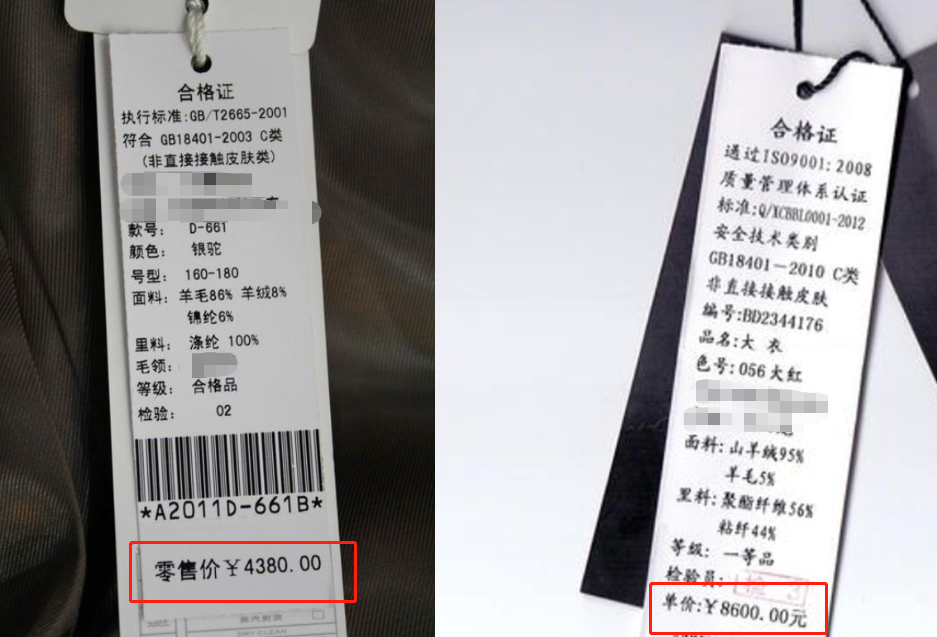 合格证
执行标准:GB/T2665-2001
符合 GB18401-2003 C类
(非直接接触皮肤类)
款号: D-661
颜色: 银驼
号型: 160-180
面料: 羊毛86% 羊绒8%
锦纶6%
里料: 涤纶 100%
毛领:
等级: 合格品
检验: 02
*A2011D-661B*
零售价￥4380.00
DRY CLEAN
合格证
通过ISO9001:2008
质量管理体系认证
标准:Q/XCBBL0001-2012
安全技术类别
GB18401-2010 C类
非直接接触皮肤
编号:BD2344176
品名:大 衣
色号:056大红
面料:山羊绒95%
羊毛5%
里料:聚酯纤维56%
粘纤44%
等级: 一等品
检验员: 检 3
单价:￥8600.00元